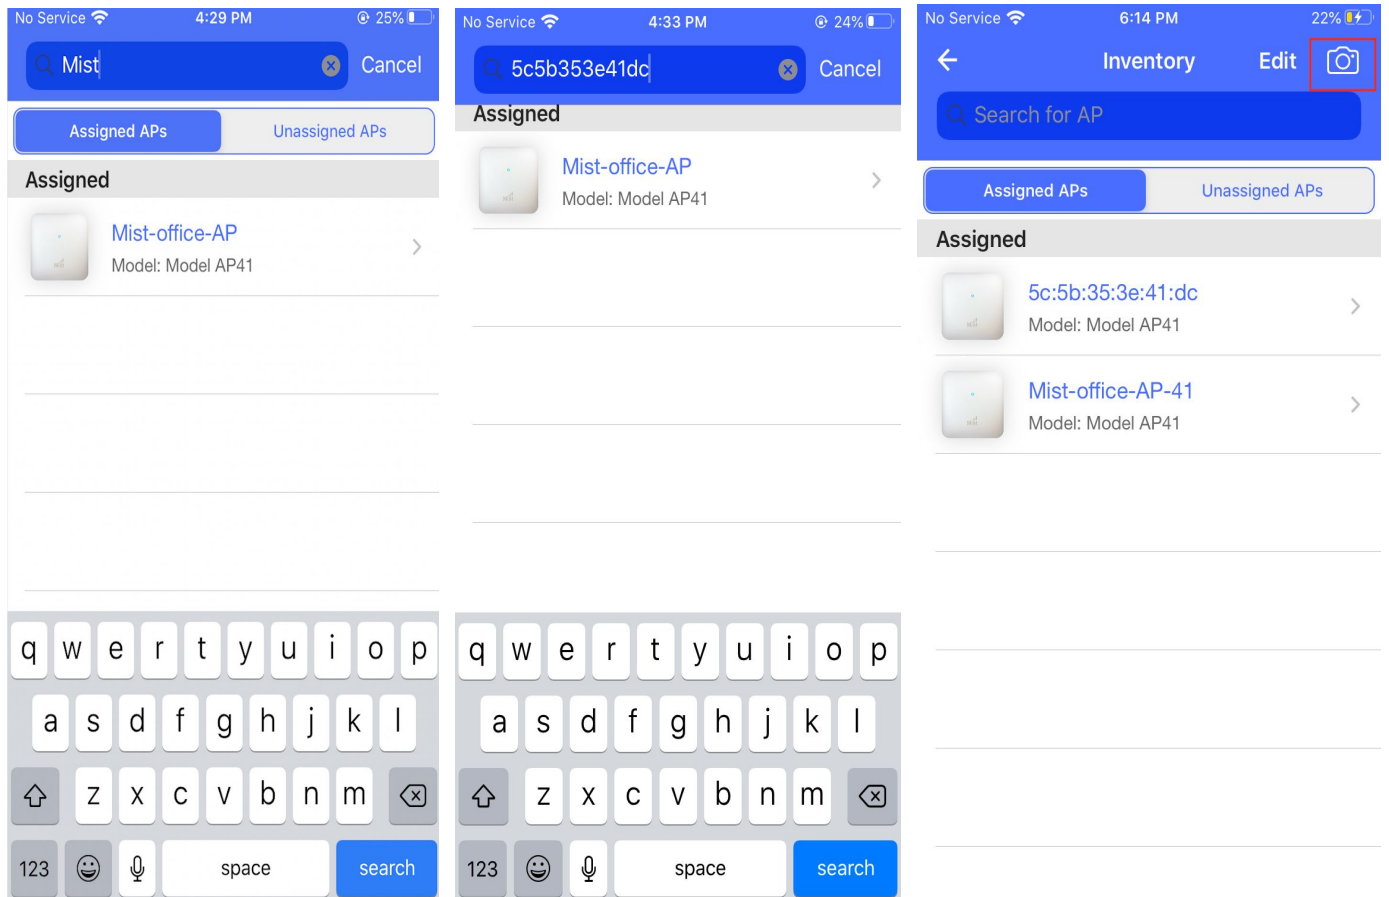 No Service 4:29 PM 25%
Mist Cancel
Assigned APs Unassigned APs
Assigned
Mist-office-AP
Model: Model AP41
q w e r t y u i o p
a s d f g h j k l
z x c v b n m
123 space search
No Service 4:33 PM 24%
5c5b353e41dc Cancel
Assigned
Mist-office-AP
Model: Model AP41
q w e r t y u i o p
a s d f g h j k l
z x c v b n m
123 space search
No Service 6:14 PM 22%
Inventory Edit
Search for AP
Assigned APs Unassigned APs
Assigned
5c:5b:35:3e:41:dc
Model: Model AP41
Mist-office-AP-41
Model: Model AP41